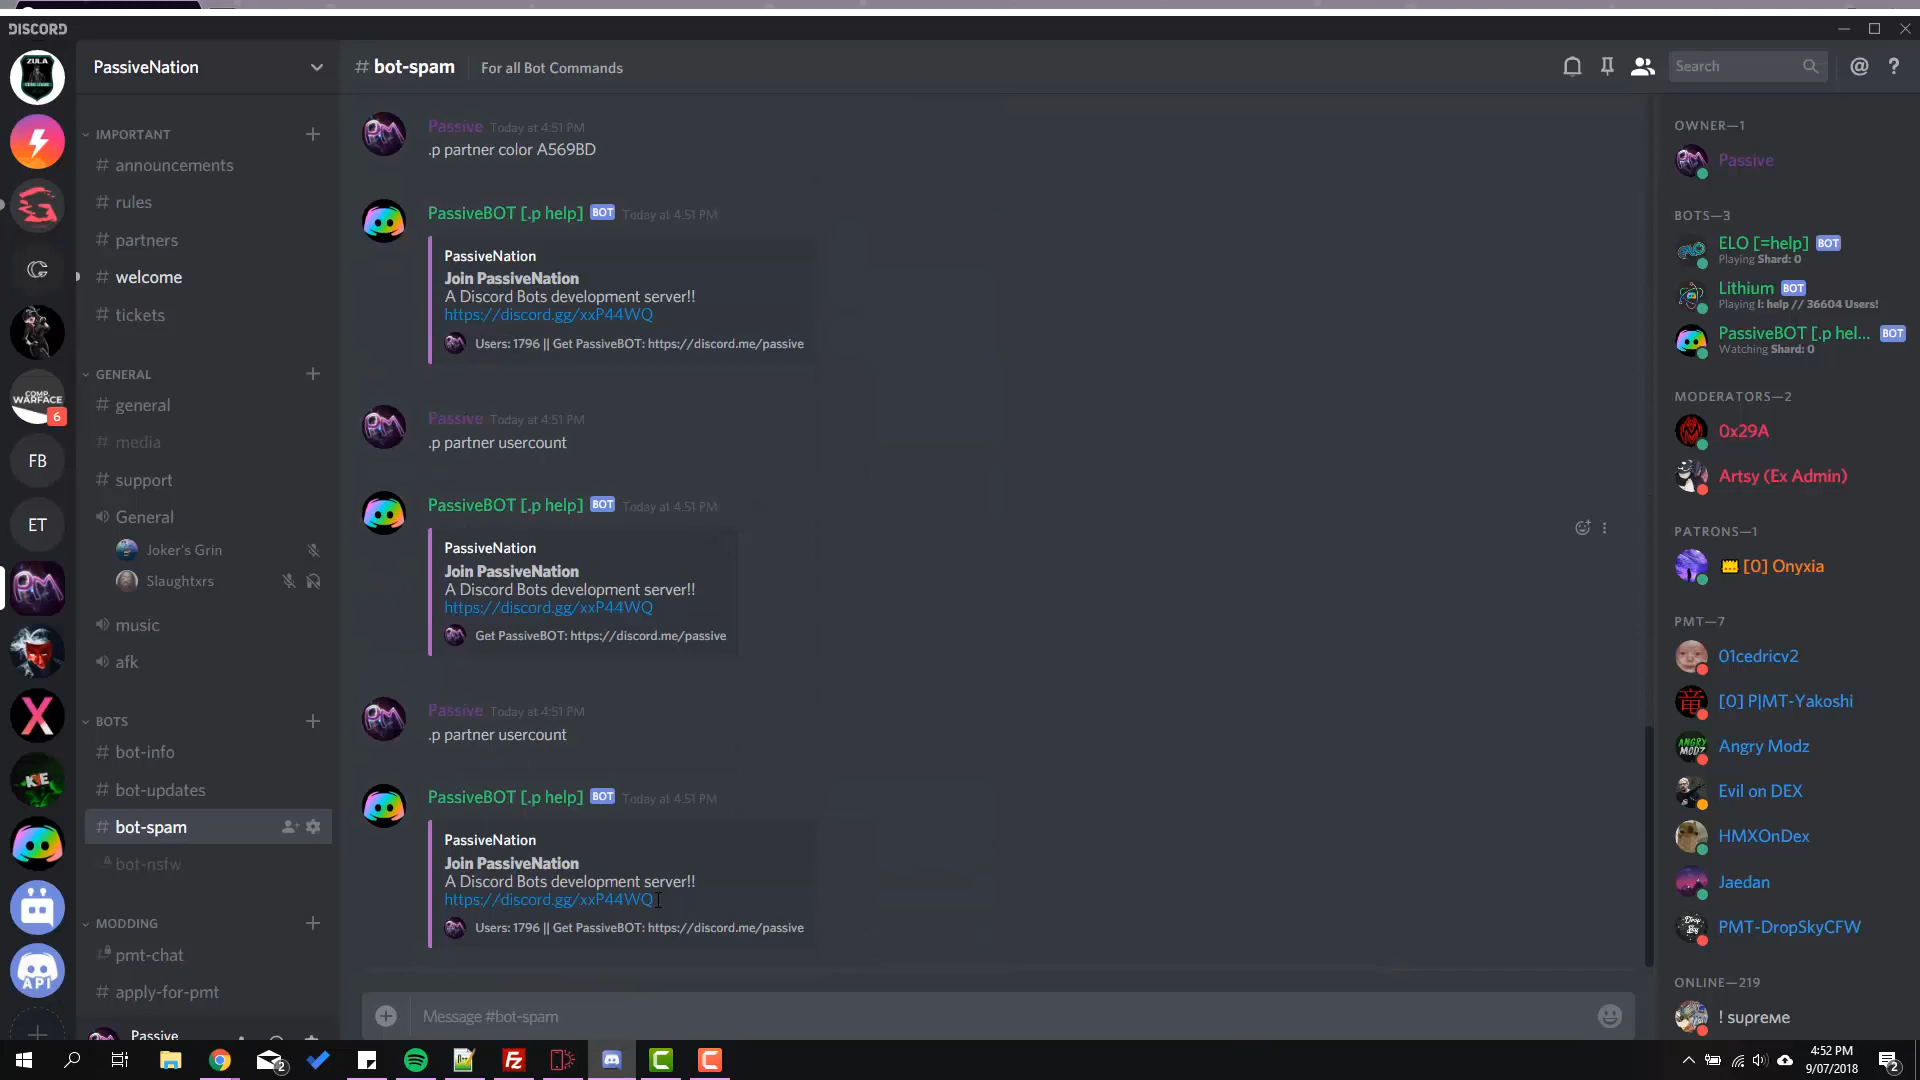 DISCORD
ZULA
PassiveNation
# bot-spam
For all Bot Commands
Search
@
?
IMPORTANT
# announcements
# rules
# partners
# welcome
# tickets
GENERAL
# general
# media
# support
General
Joker's Grin
Slaughtxrs
music
afk
BOTS
# bot-info
# bot-updates
# bot-spam
bot-nsfw
MODDING
pmt-chat
# apply-for-pmt
Passive
COMP.
WARFACE
6
FB
ET
PM
X
API
Passive Today at 4:51 PM
.p partner color A569BD
PassiveBOT [.p help] BOT Today at 4:51 PM
PassiveNation
Join PassiveNation
A Discord Bots development server!!
https://discord.gg/xxP44WQ
Users: 1796 || Get PassiveBOT: https://discord.me/passive
Passive Today at 4:51 PM
.p partner usercount
PassiveBOT [.p help] BOT Today at 4:51 PM
PassiveNation
Join PassiveNation
A Discord Bots development server!!
https://discord.gg/xxP44WQ
Get PassiveBOT: https://discord.me/passive
Passive Today at 4:51 PM
.p partner usercount
PassiveBOT [.p help] BOT Today at 4:51 PM
PassiveNation
Join PassiveNation
A Discord Bots development server!!
https://discord.gg/xxP44WQ
Users: 1796 || Get PassiveBOT: https://discord.me/passive
Message #bot-spam
OWNER—1
Passive
BOTS—3
ELO [=help] BOT
Playing Shard: 0
Lithium BOT
Playing l: help // 36604 Users!
PassiveBOT [.p hel... BOT
Watching Shard: 0
MODERATORS—2
0x29A
Artsy (Ex Admin)
PATRONS—1
[0] Onyxia
PMT—7
01cedricv2
[0] P|MT-Yakoshi
Angry Modz
Evil on DEX
HMXOnDex
Jaedan
PMT-DropSkyCFW
ONLINE—219
! supreme
2
4:52 PM
9/07/2018
2